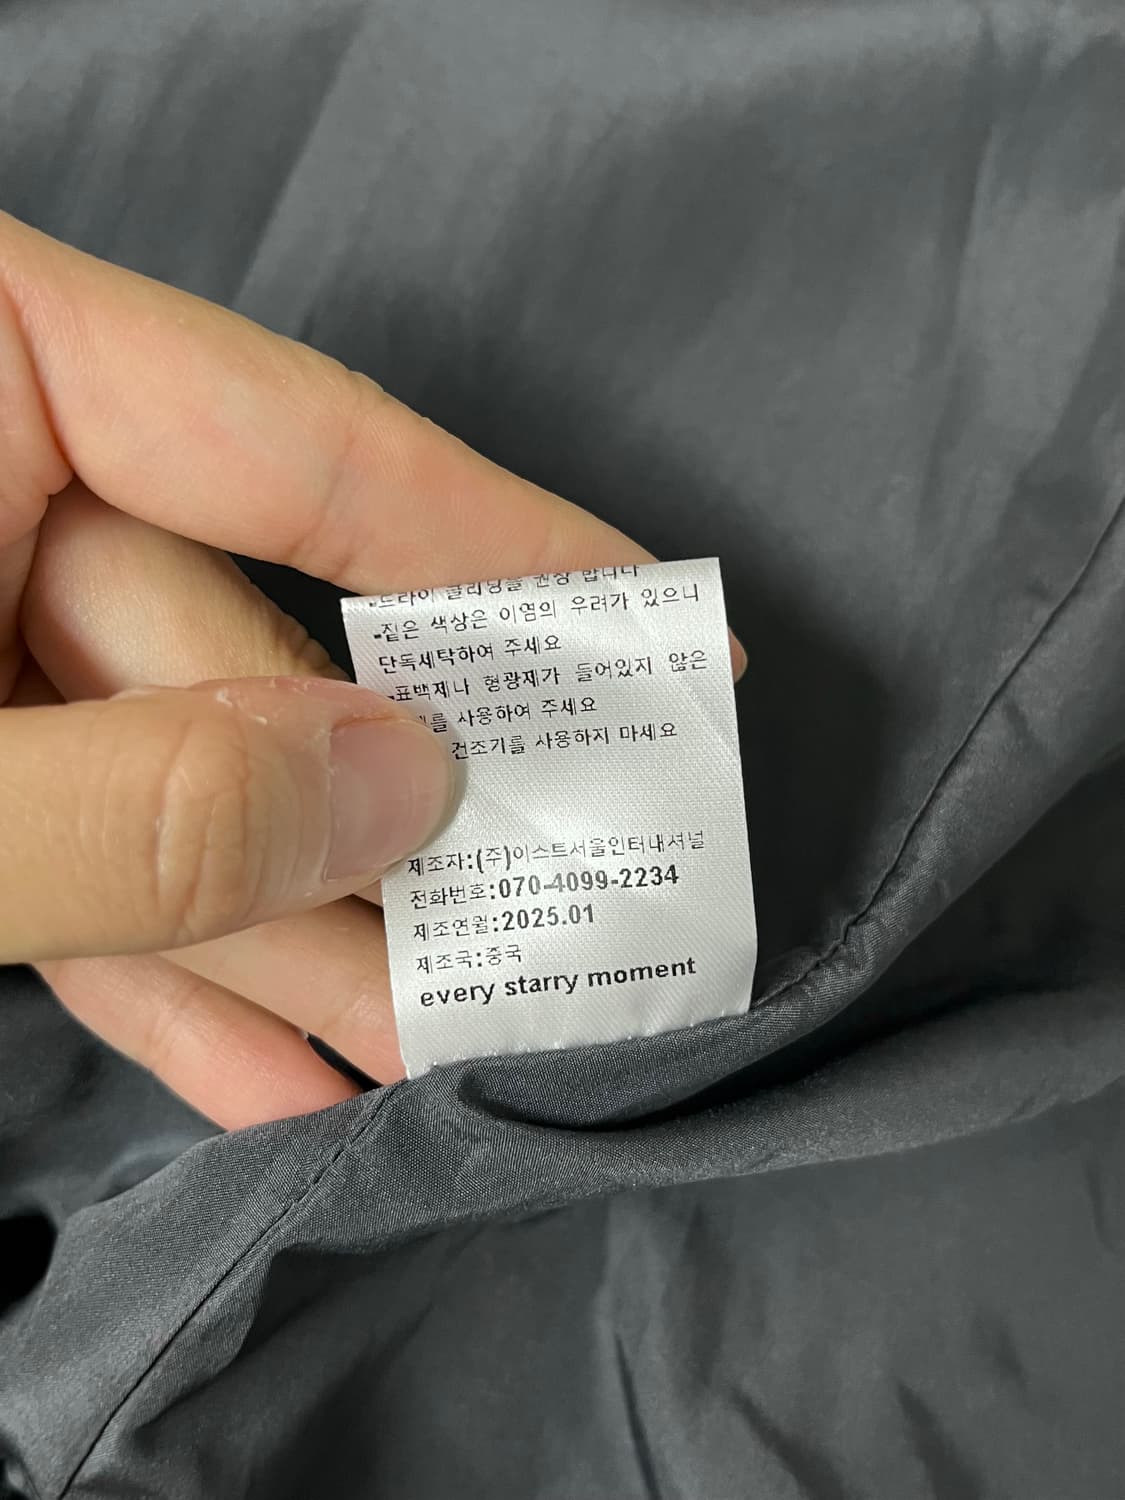 -드라이 클리닝을 권장 합니다
-짙은 색상은 이염의 우려가 있으니
단독세탁하여 주세요
-표백제나 형광제가 들어있지 않은
를 사용하여 주세요
건조기를 사용하지 마세요
제조자:(주)이스트서울인터내셔널
전화번호:070-4099-2234
제조연월:2025.01
제조국:중국
every starry moment